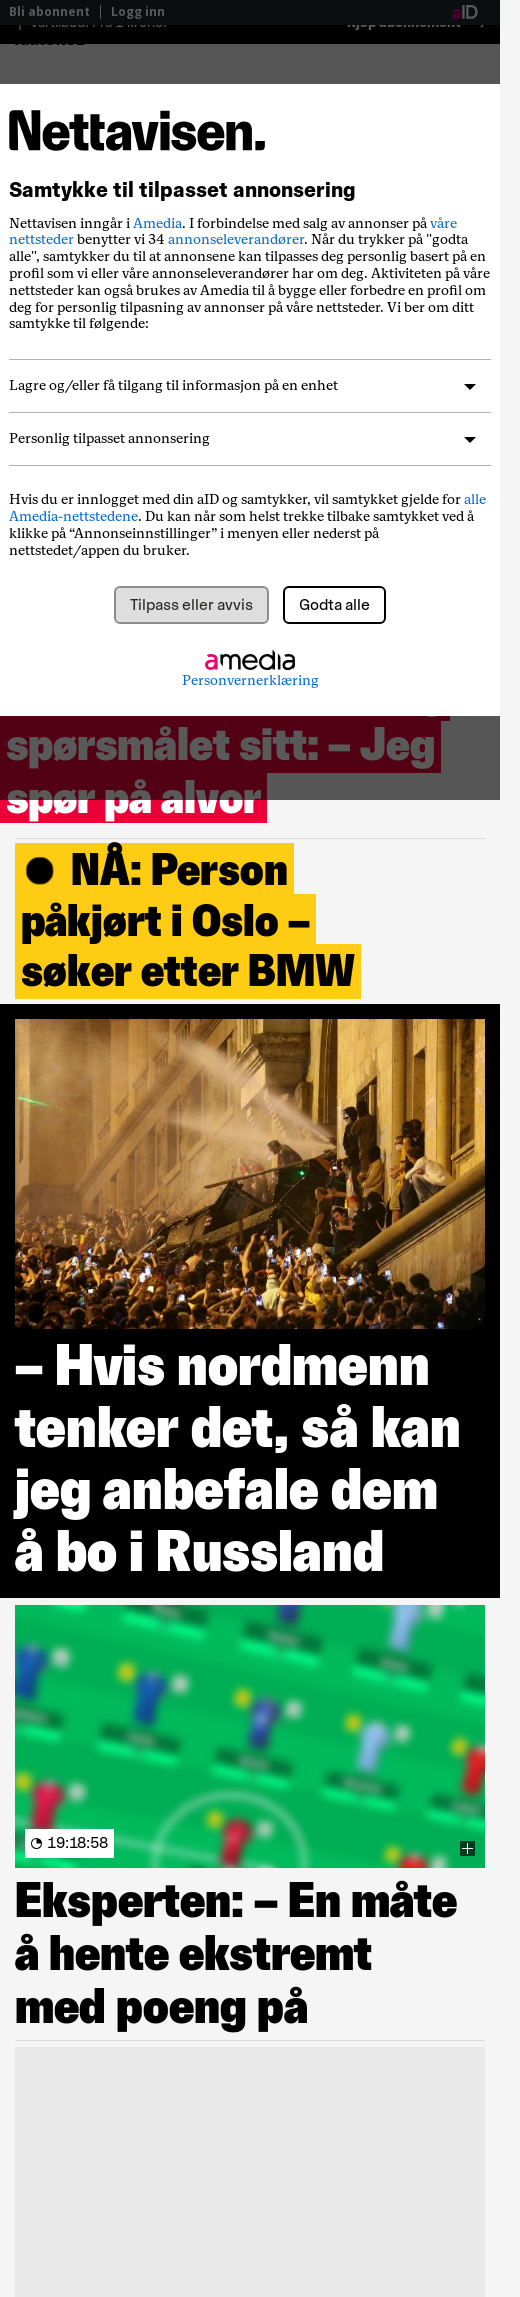 Bli abonnent
Logg inn
aID
Nettavisen.
Samtykke til tilpasset annonsering
Nettavisen inngår i Amedia. I forbindelse med salg av annonser på våre
nettsteder benytter vi 34 annonseleverandører. Når du trykker på "godta
alle", samtykker du til at annonsene kan tilpasses deg personlig basert på en
profil som vi eller våre annonseleverandører har om deg. Aktiviteten på våre
nettsteder kan også brukes av Amedia til å bygge eller forbedre en profil om
deg for personlig tilpasning av annonser på våre nettsteder. Vi ber om ditt
samtykke til følgende:
Lagre og/eller få tilgang til informasjon på en enhet
Personlig tilpasset annonsering
Hvis du er innlogget med din aID og samtykker, vil samtykket gjelde for alle
Amedia-nettstedene. Du kan når som helst trekke tilbake samtykket ved å
klikke på “Annonseinnstillinger” i menyen eller nederst på
nettstedet/appen du bruker.
Tilpass eller avvis
Godta alle
amedia
Personvernerklæring
spørsmålet sitt: – Jeg
spør på alvor
NÅ: Person
påkjørt i Oslo –
søker etter BMW
– Hvis nordmenn
tenker det, så kan
jeg anbefale dem
å bo i Russland
19:18:58
Eksperten: – En måte
å hente ekstremt
med poeng på